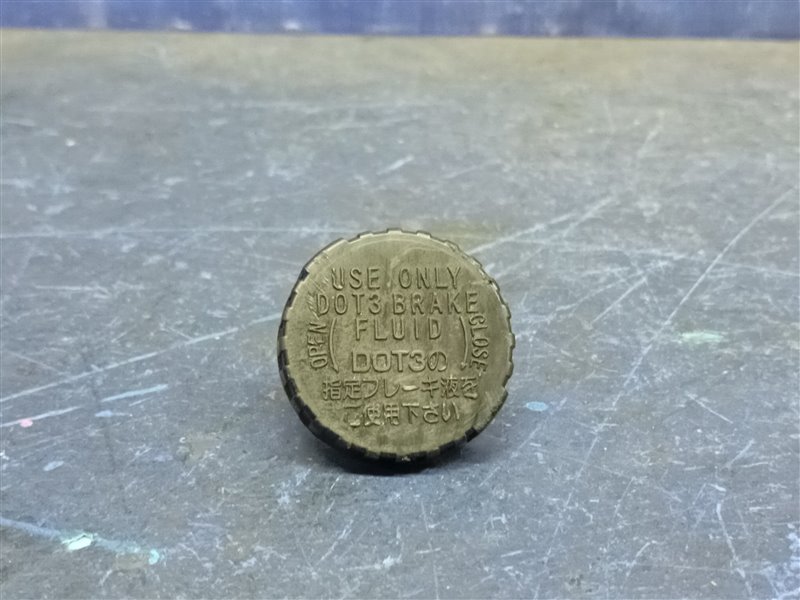 USE ONLY
DOT3 BRAKE
FLUID
OPEN
CLOSE
DOT3の
指定ブレーキ液を
ご使用下さい